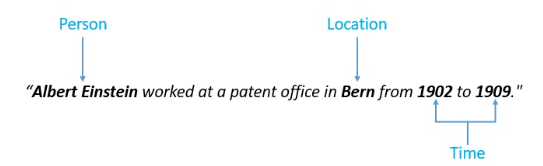 Person Location
“Albert Einstein worked at a patent office in Bern from 1902 to 1909."
Time